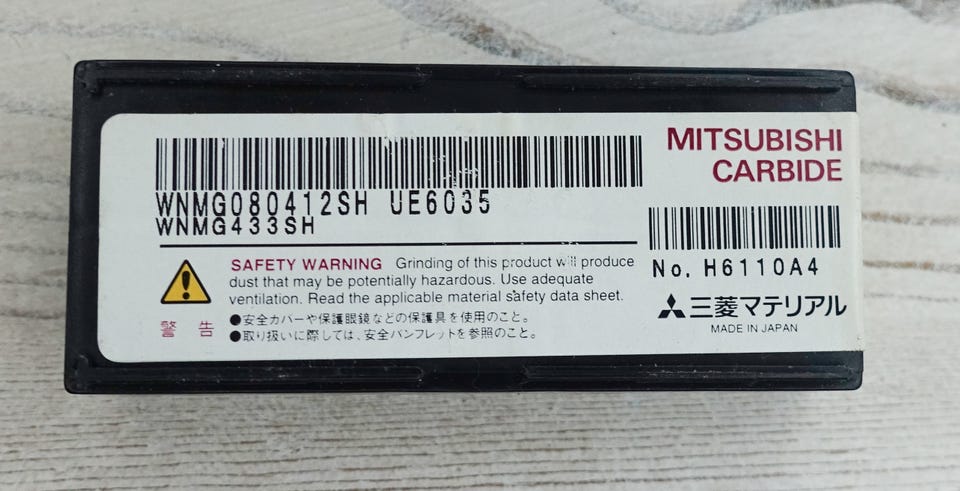 MITSUBISHI
CARBIDE
WNMG080412SH UE6035
WNMG433SH
No. H6110A4
SAFETY WARNING Grinding of this product will produce
dust that may be potentially hazardous. Use adequate
ventilation. Read the applicable material safety data sheet.
警告
●安全カバーや保護眼鏡などの保護具を使用のこと。
●取り扱いに際しては、安全パンフレットを参照のこと。
三菱マテリアル
MADE IN JAPAN